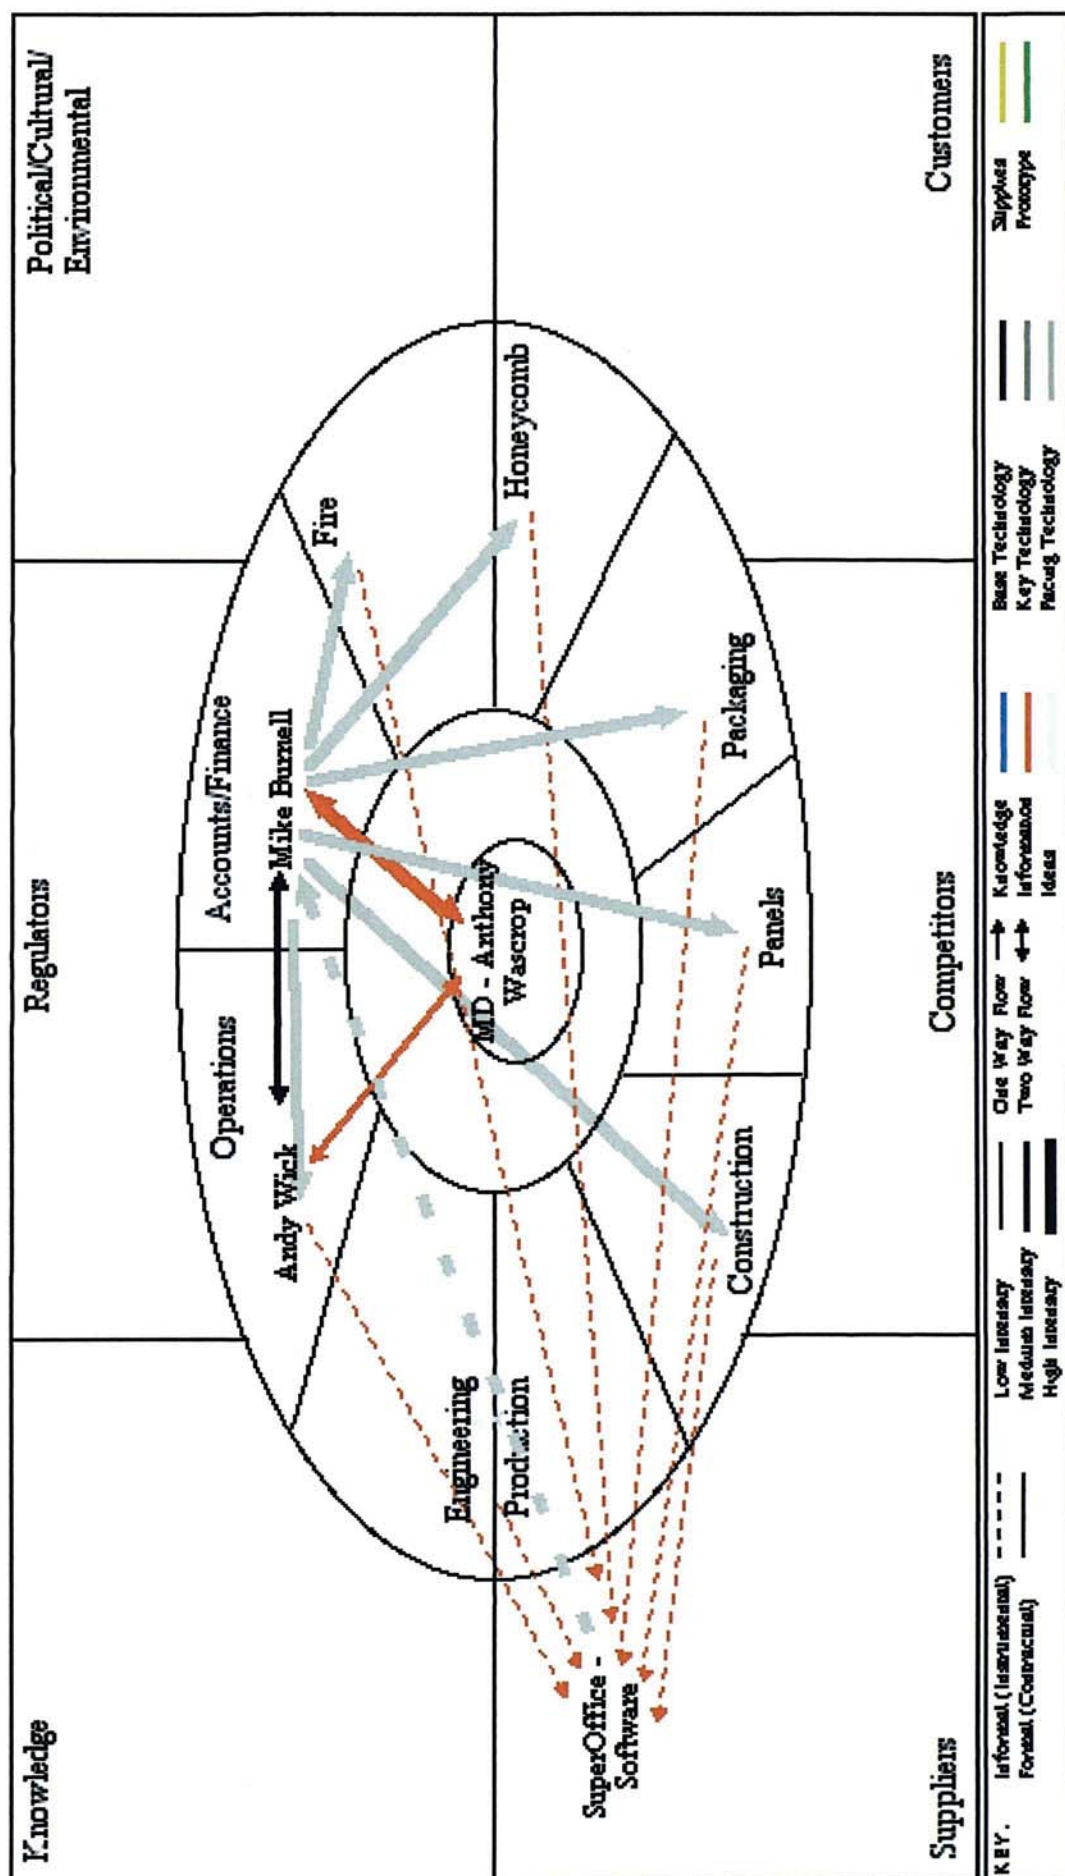 Knowledge
Regulators
Political/Cultural/
Environmental
Operations
Accounts/Finance
Andy Wick
Mike Burnell
Fire
Engineering
Production
MD - Anthony
Wascrop
Honeycomb
SuperOffice -
Software
Construction
Panels
Packaging
Suppliers
Competitors
Customers
KEY.
Informal (Instrumental)
Formal (Contractual)
Low Intensity
Medium Intensity
High Intensity
One Way Flow
Two Way Flow
Knowledge
Information
Ideas
Base Technology
Key Technology
Pacing Technology
Supplies
Prototype